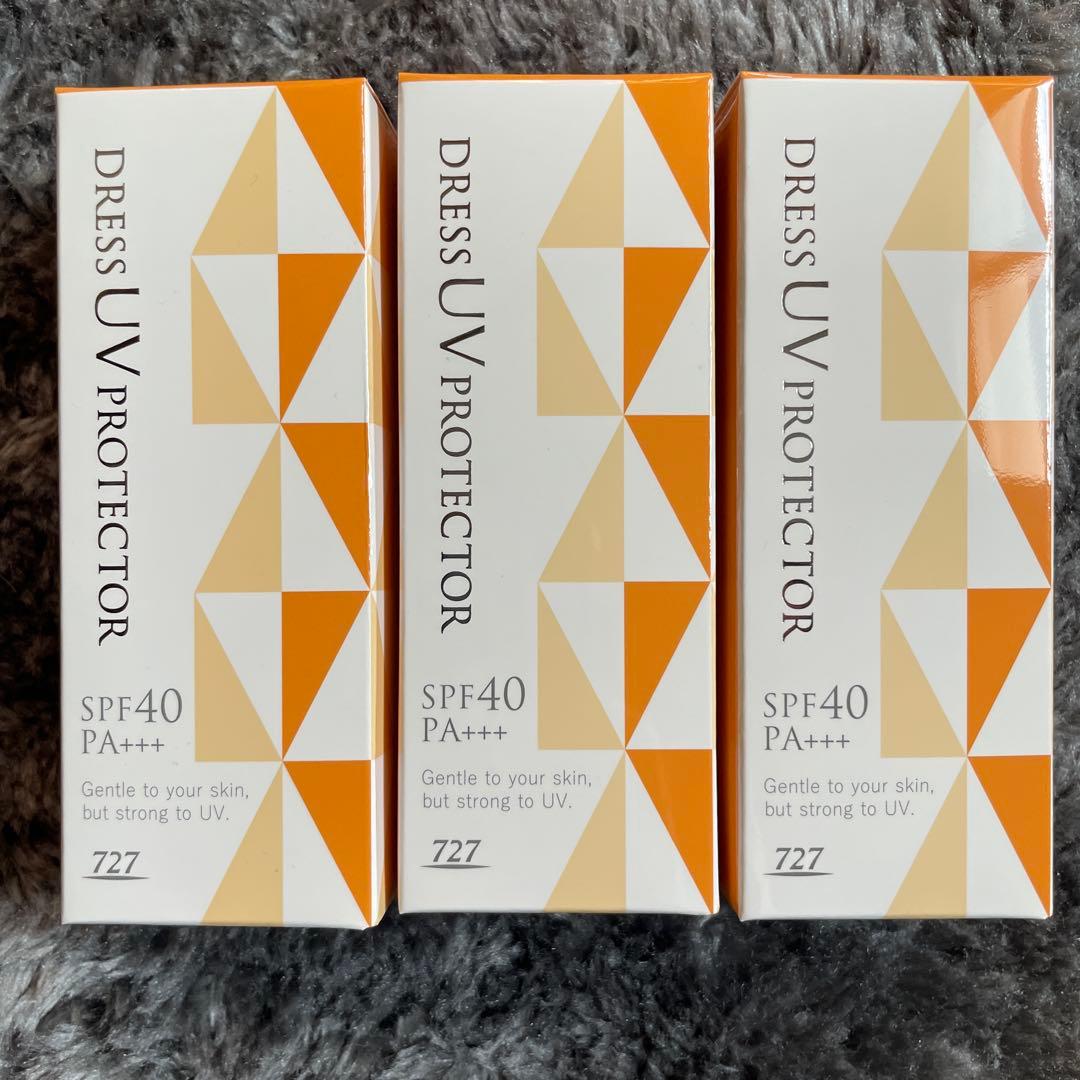 DRESS UV PROTECTOR
SPF40
PA+++
Gentle to your skin,
but strong to UV.
727
DRESS UV PROTECTOR
SPF40
PA+++
Gentle to your skin,
but strong to UV.
727
DRESS UV PROTECTOR
SPF40
PA+++
Gentle to your skin,
but strong to UV.
727